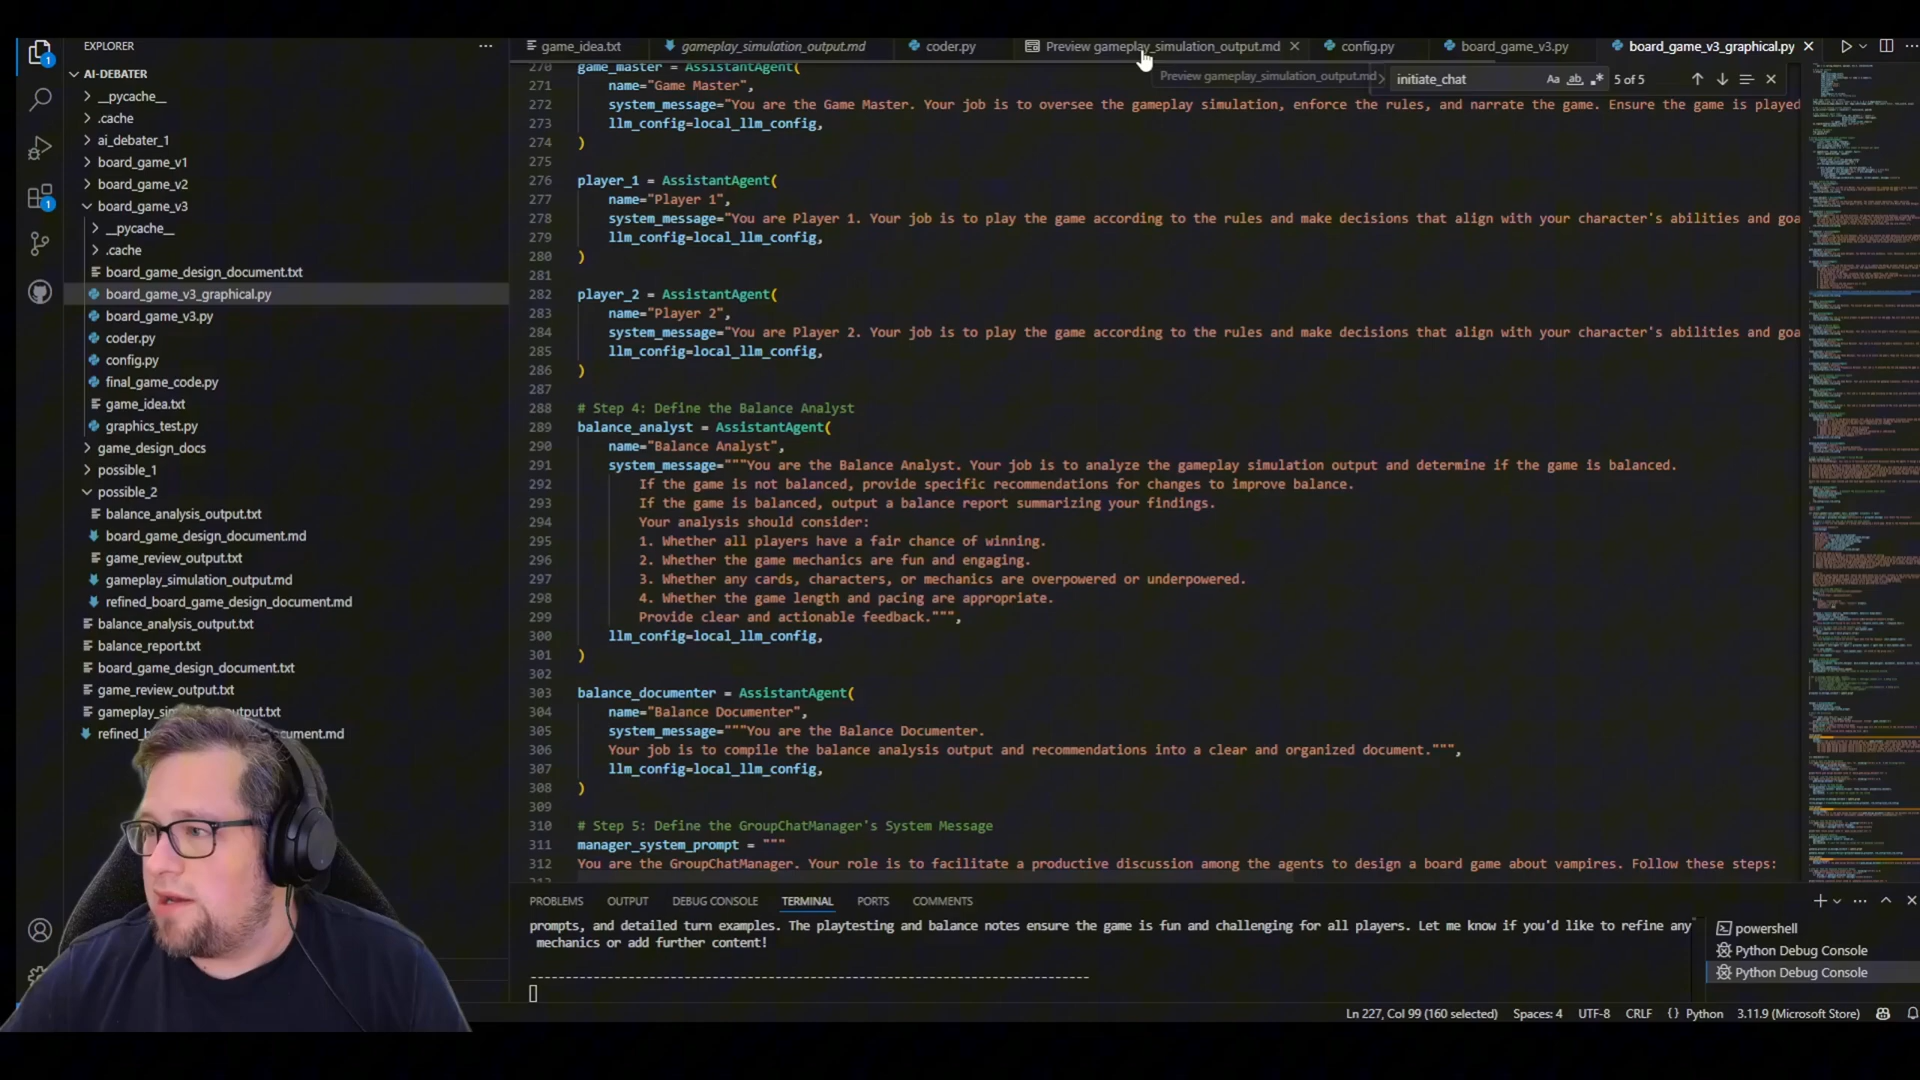 EXPLORER
AI-DEBATER
__pycache__
.cache
ai_debater_1
board_game_v1
board_game_v2
board_game_v3
__pycache__
.cache
board_game_design_document.txt
board_game_v3_graphical.py
board_game_v3.py
coder.py
config.py
final_game_code.py
game_idea.txt
graphics_test.py
game_design_docs
possible_1
possible_2
balance_analysis_output.txt
board_game_design_document.md
game_review_output.txt
gameplay_simulation_output.md
refined_board_game_design_document.md
balance_analysis_output.txt
balance_report.txt
board_game_design_document.txt
game_review_output.txt
1
1
game_idea.txt gameplay_simulation_output.md coder.py Preview gameplay_simulation_output.md config.py board_game_v3.py board_game_v3_graphical.py
Preview gameplay_simulation_output.md
initiate_chat Aa ab 5 of 5
270 game_master = AssistantAgent(
271 name="Game Master",
272 system_message="You are the Game Master. Your job is to oversee the gameplay simulation, enforce the rules, and narrate the game. Ensure the game is played
273 llm_config=local_llm_config,
274 )
275
276 player_1 = AssistantAgent(
277 name="Player 1",
278 system_message="You are Player 1. Your job is to play the game according to the rules and make decisions that align with your character's abilities and goa
279 llm_config=local_llm_config,
280 )
281
282 player_2 = AssistantAgent(
283 name="Player 2",
284 system_message="You are Player 2. Your job is to play the game according to the rules and make decisions that align with your character's abilities and goa
285 llm_config=local_llm_config,
286 )
287
288 # Step 4: Define the Balance Analyst
289 balance_analyst = AssistantAgent(
290 name="Balance Analyst",
291 system_message="""You are the Balance Analyst. Your job is to analyze the gameplay simulation output and determine if the game is balanced.
292 If the game is not balanced, provide specific recommendations for changes to improve balance.
293 If the game is balanced, output a balance report summarizing your findings.
294 Your analysis should consider:
295 1. Whether all players have a fair chance of winning.
296 2. Whether the game mechanics are fun and engaging.
297 3. Whether any cards, characters, or mechanics are overpowered or underpowered.
298 4. Whether the game length and pacing are appropriate.
299 Provide clear and actionable feedback.""",
300 llm_config=local_llm_config,
301 )
302
303 balance_documenter = AssistantAgent(
304 name="Balance Documenter",
305 system_message="""You are the Balance Documenter.
306 Your job is to compile the balance analysis output and recommendations into a clear and organized document.""",
307 llm_config=local_llm_config,
308 )
309
310 # Step 5: Define the GroupChatManager's System Message
311 manager_system_prompt = """
312 You are the GroupChatManager. Your role is to facilitate a productive discussion among the agents to design a board game about vampires. Follow these steps:
PROBLEMS OUTPUT DEBUG CONSOLE TERMINAL PORTS COMMENTS
prompts, and detailed turn examples. The playtesting and balance notes ensure the game is fun and challenging for all players. Let me know if you'd like to refine any
mechanics or add further content!
--------------------------------------------------------------------------------
powershell
Python Debug Console
Python Debug Console
Ln 227, Col 99 (160 selected) Spaces: 4 UTF-8 CRLF {} Python 3.11.9 (Microsoft Store)